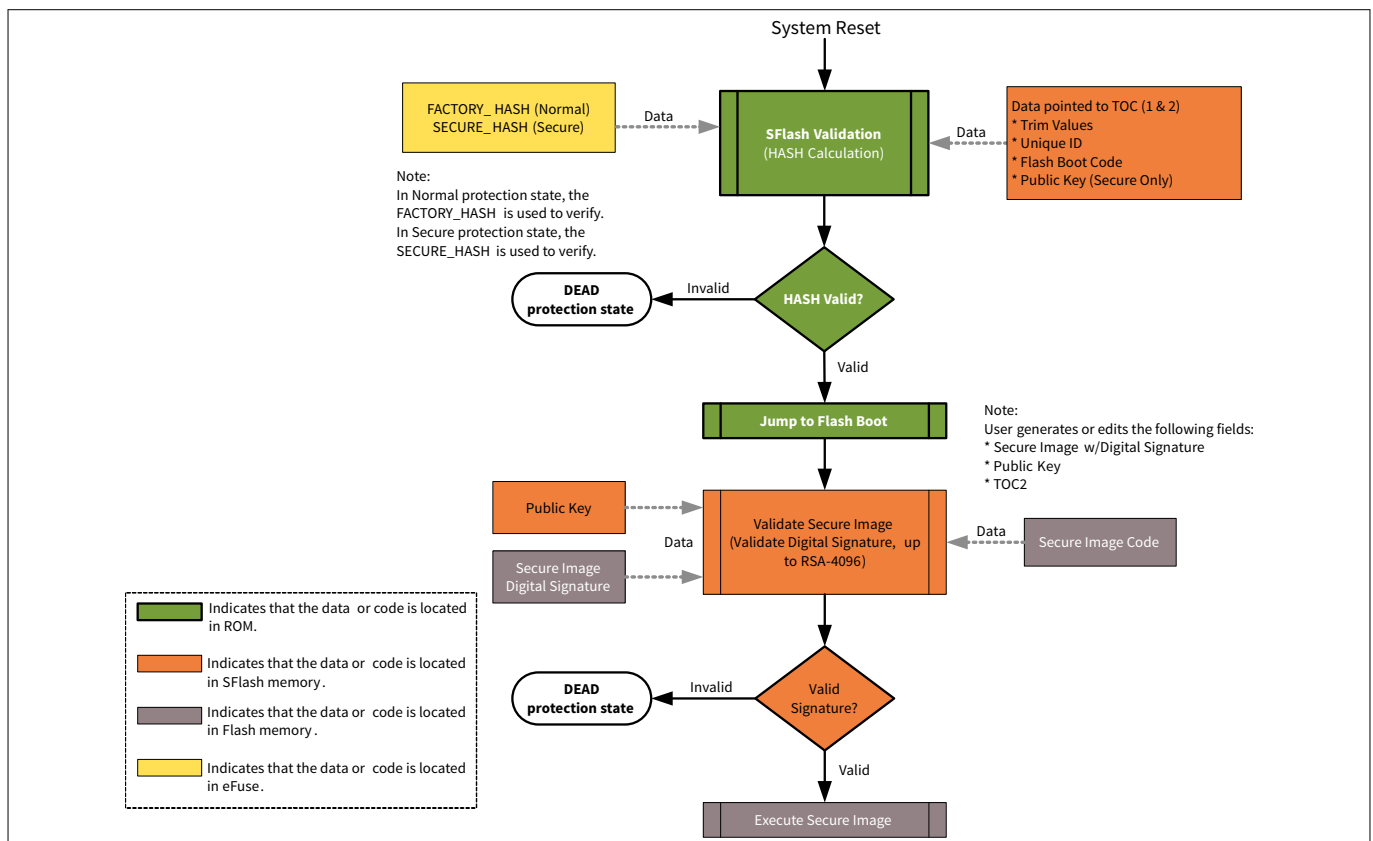 System Reset
FACTORY_HASH (Normal)
SECURE_HASH (Secure)
Data
SFlash Validation
(HASH Calculation)
Data
Data pointed to TOC (1 & 2)
* Trim Values
* Unique ID
* Flash Boot Code
* Public Key (Secure Only)
Note:
In Normal protection state, the
FACTORY_HASH is used to verify.
In Secure protection state, the
SECURE_HASH is used to verify.
DEAD
protection state
Invalid
HASH Valid?
Valid
Jump to Flash Boot
Note:
User generates or edits the following fields:
* Secure Image w/Digital Signature
* Public Key
* TOC2
Public Key
Data
Secure Image
Digital Signature
Validate Secure Image
(Validate Digital Signature, up
to RSA-4096)
Data
Secure Image Code
Indicates that the data or code is located
in ROM.
Indicates that the data or code is located
in SFlash memory.
Indicates that the data or code is located
in Flash memory.
Indicates that the data or code is located
in eFuse.
DEAD
protection state
Invalid
Valid
Signature?
Valid
Execute Secure Image